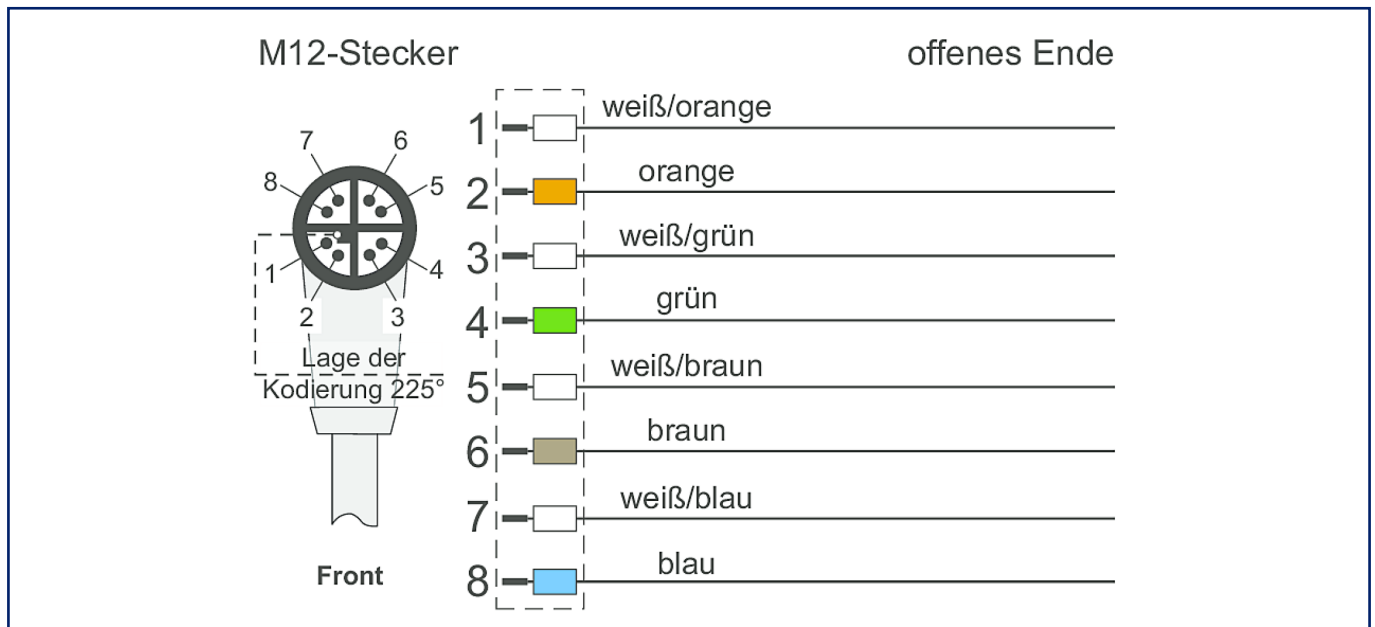 M12-Stecker
offenes Ende
7
6
8
5
1
4
2
3
Lage der
Kodierung 225°
Front
1 weiß/orange
2 orange
3 weiß/grün
4 grün
5 weiß/braun
6 braun
7 weiß/blau
8 blau